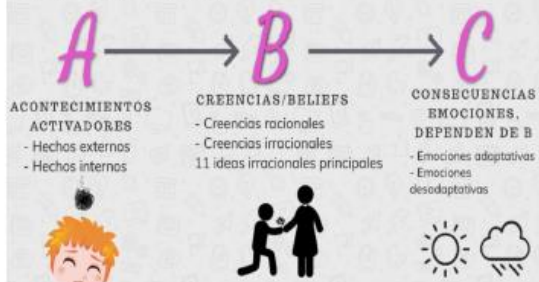 A
ACONTECIMIENTOS
ACTIVADORES
- Hechos externos
- Hechos internos
B
CREENCIAS/BELIEFS
- Creencias racionales
- Creencias irracionales
11 ideas irracionales principales
C
CONSECUENCIAS
EMOCIONES,
DEPENDEN DE B
- Emociones adaptativas
- Emociones
desadaptativas